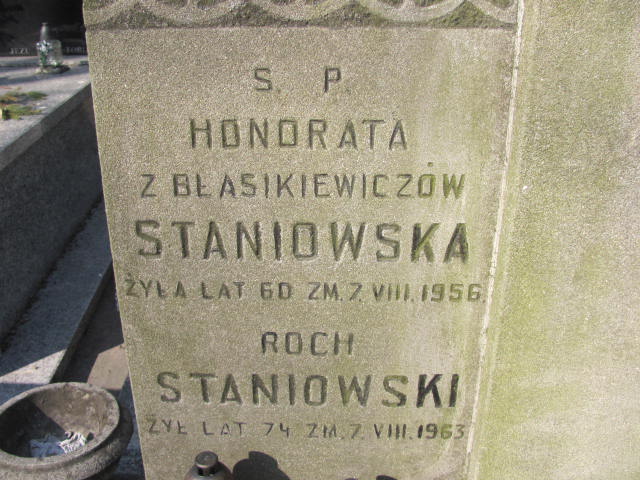 S. P.
HONORATA
Z BŁASIKIEWICZÓW
STANIOWSKA
ŻYŁA LAT 60 ZM. 7. VIII. 1956.
ROCH
STANIOWSKI
ŻYŁ LAT 74 ZM. 7. VIII. 1963